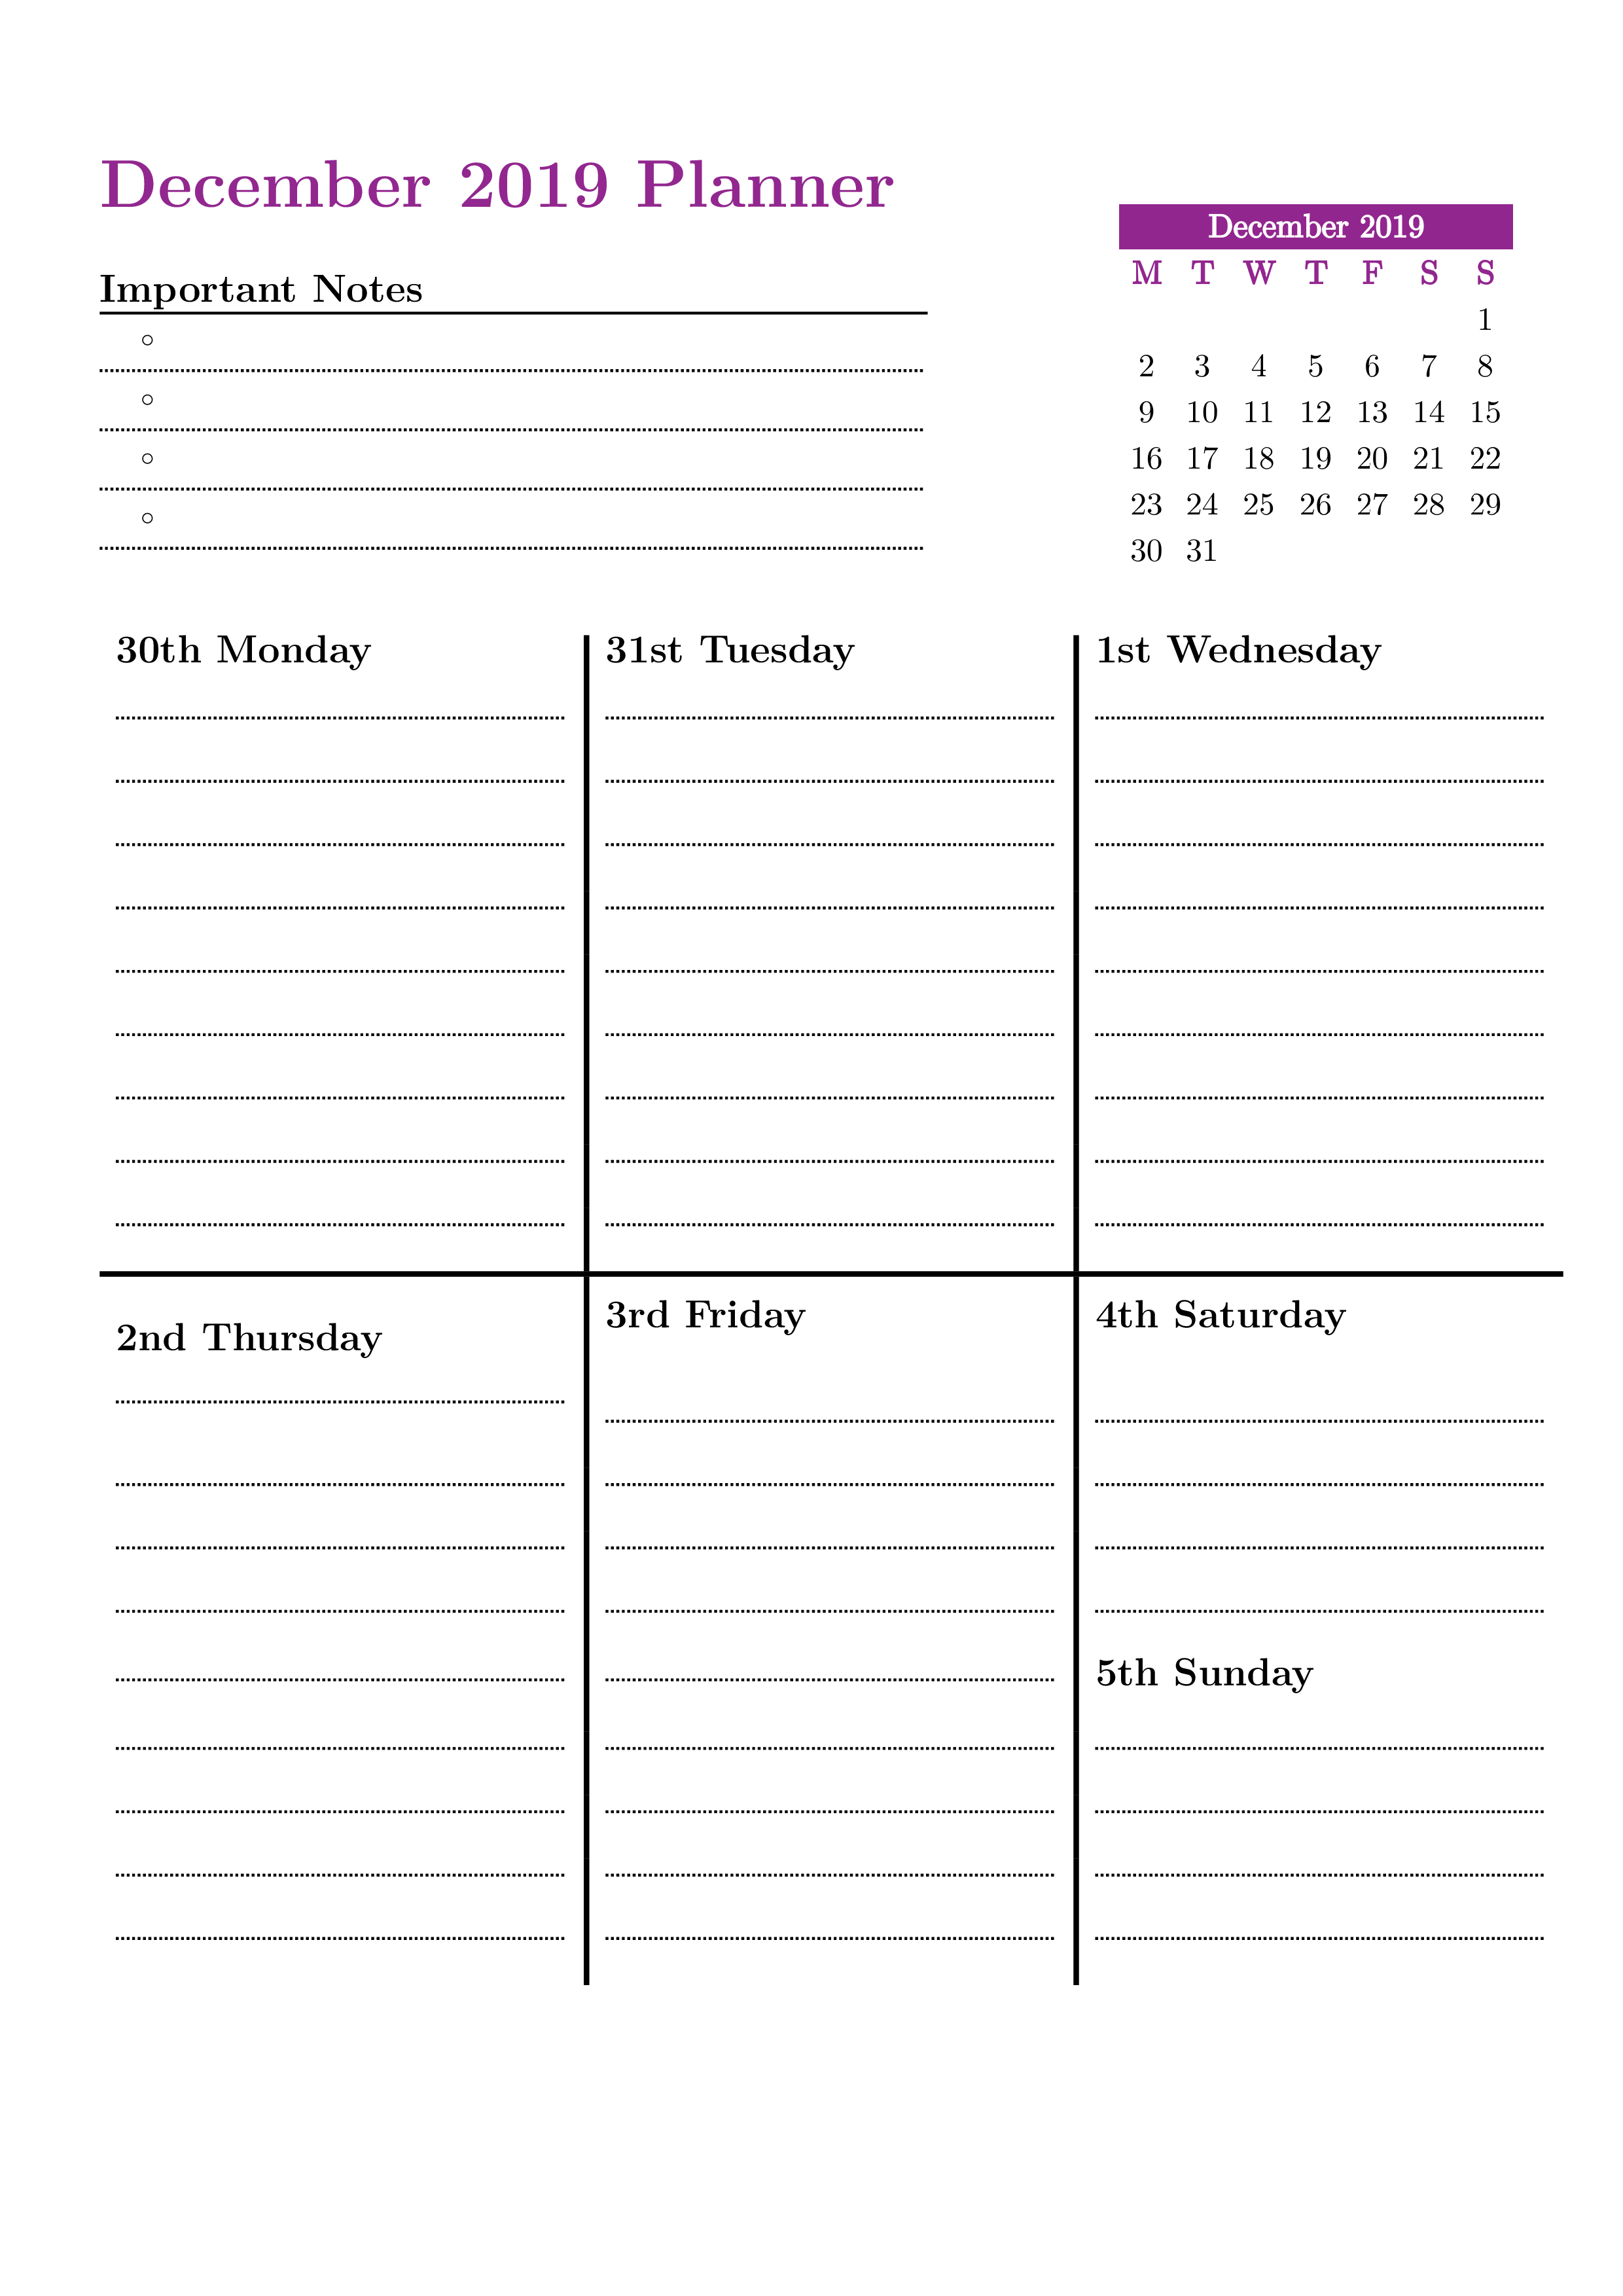 December 2019 Planner
Important Notes
December 2019
M T W T F S S
1
2 3 4 5 6 7 8
9 10 11 12 13 14 15
16 17 18 19 20 21 22
23 24 25 26 27 28 29
30 31
30th Monday
31st Tuesday
1st Wednesday
2nd Thursday
3rd Friday
4th Saturday
5th Sunday